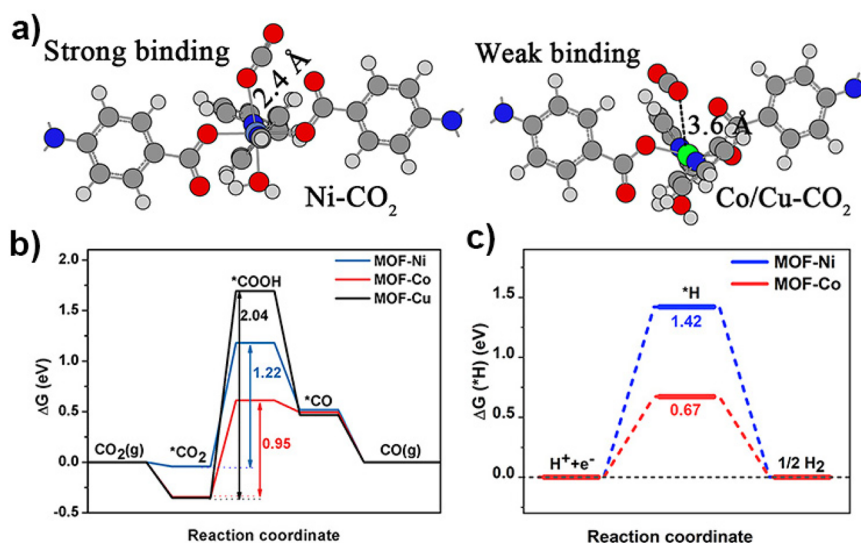 a)
Strong binding
2.4 Å
Ni-CO₂
Weak binding
3.6 Å
Co/Cu-CO₂
b)
ΔG (eV)
2.0
1.5
1.0
0.5
0.0
-0.5
MOF-Ni
MOF-Co
MOF-Cu
*COOH
2.04
1.22
0.95
*CO
CO₂(g)
*CO₂
CO(g)
Reaction coordinate
c)
ΔG (*H) (eV)
1.5
1.0
0.5
0.0
MOF-Ni
MOF-Co
*H
1.42
0.67
H⁺+e⁻
1/2 H₂
Reaction coordinate